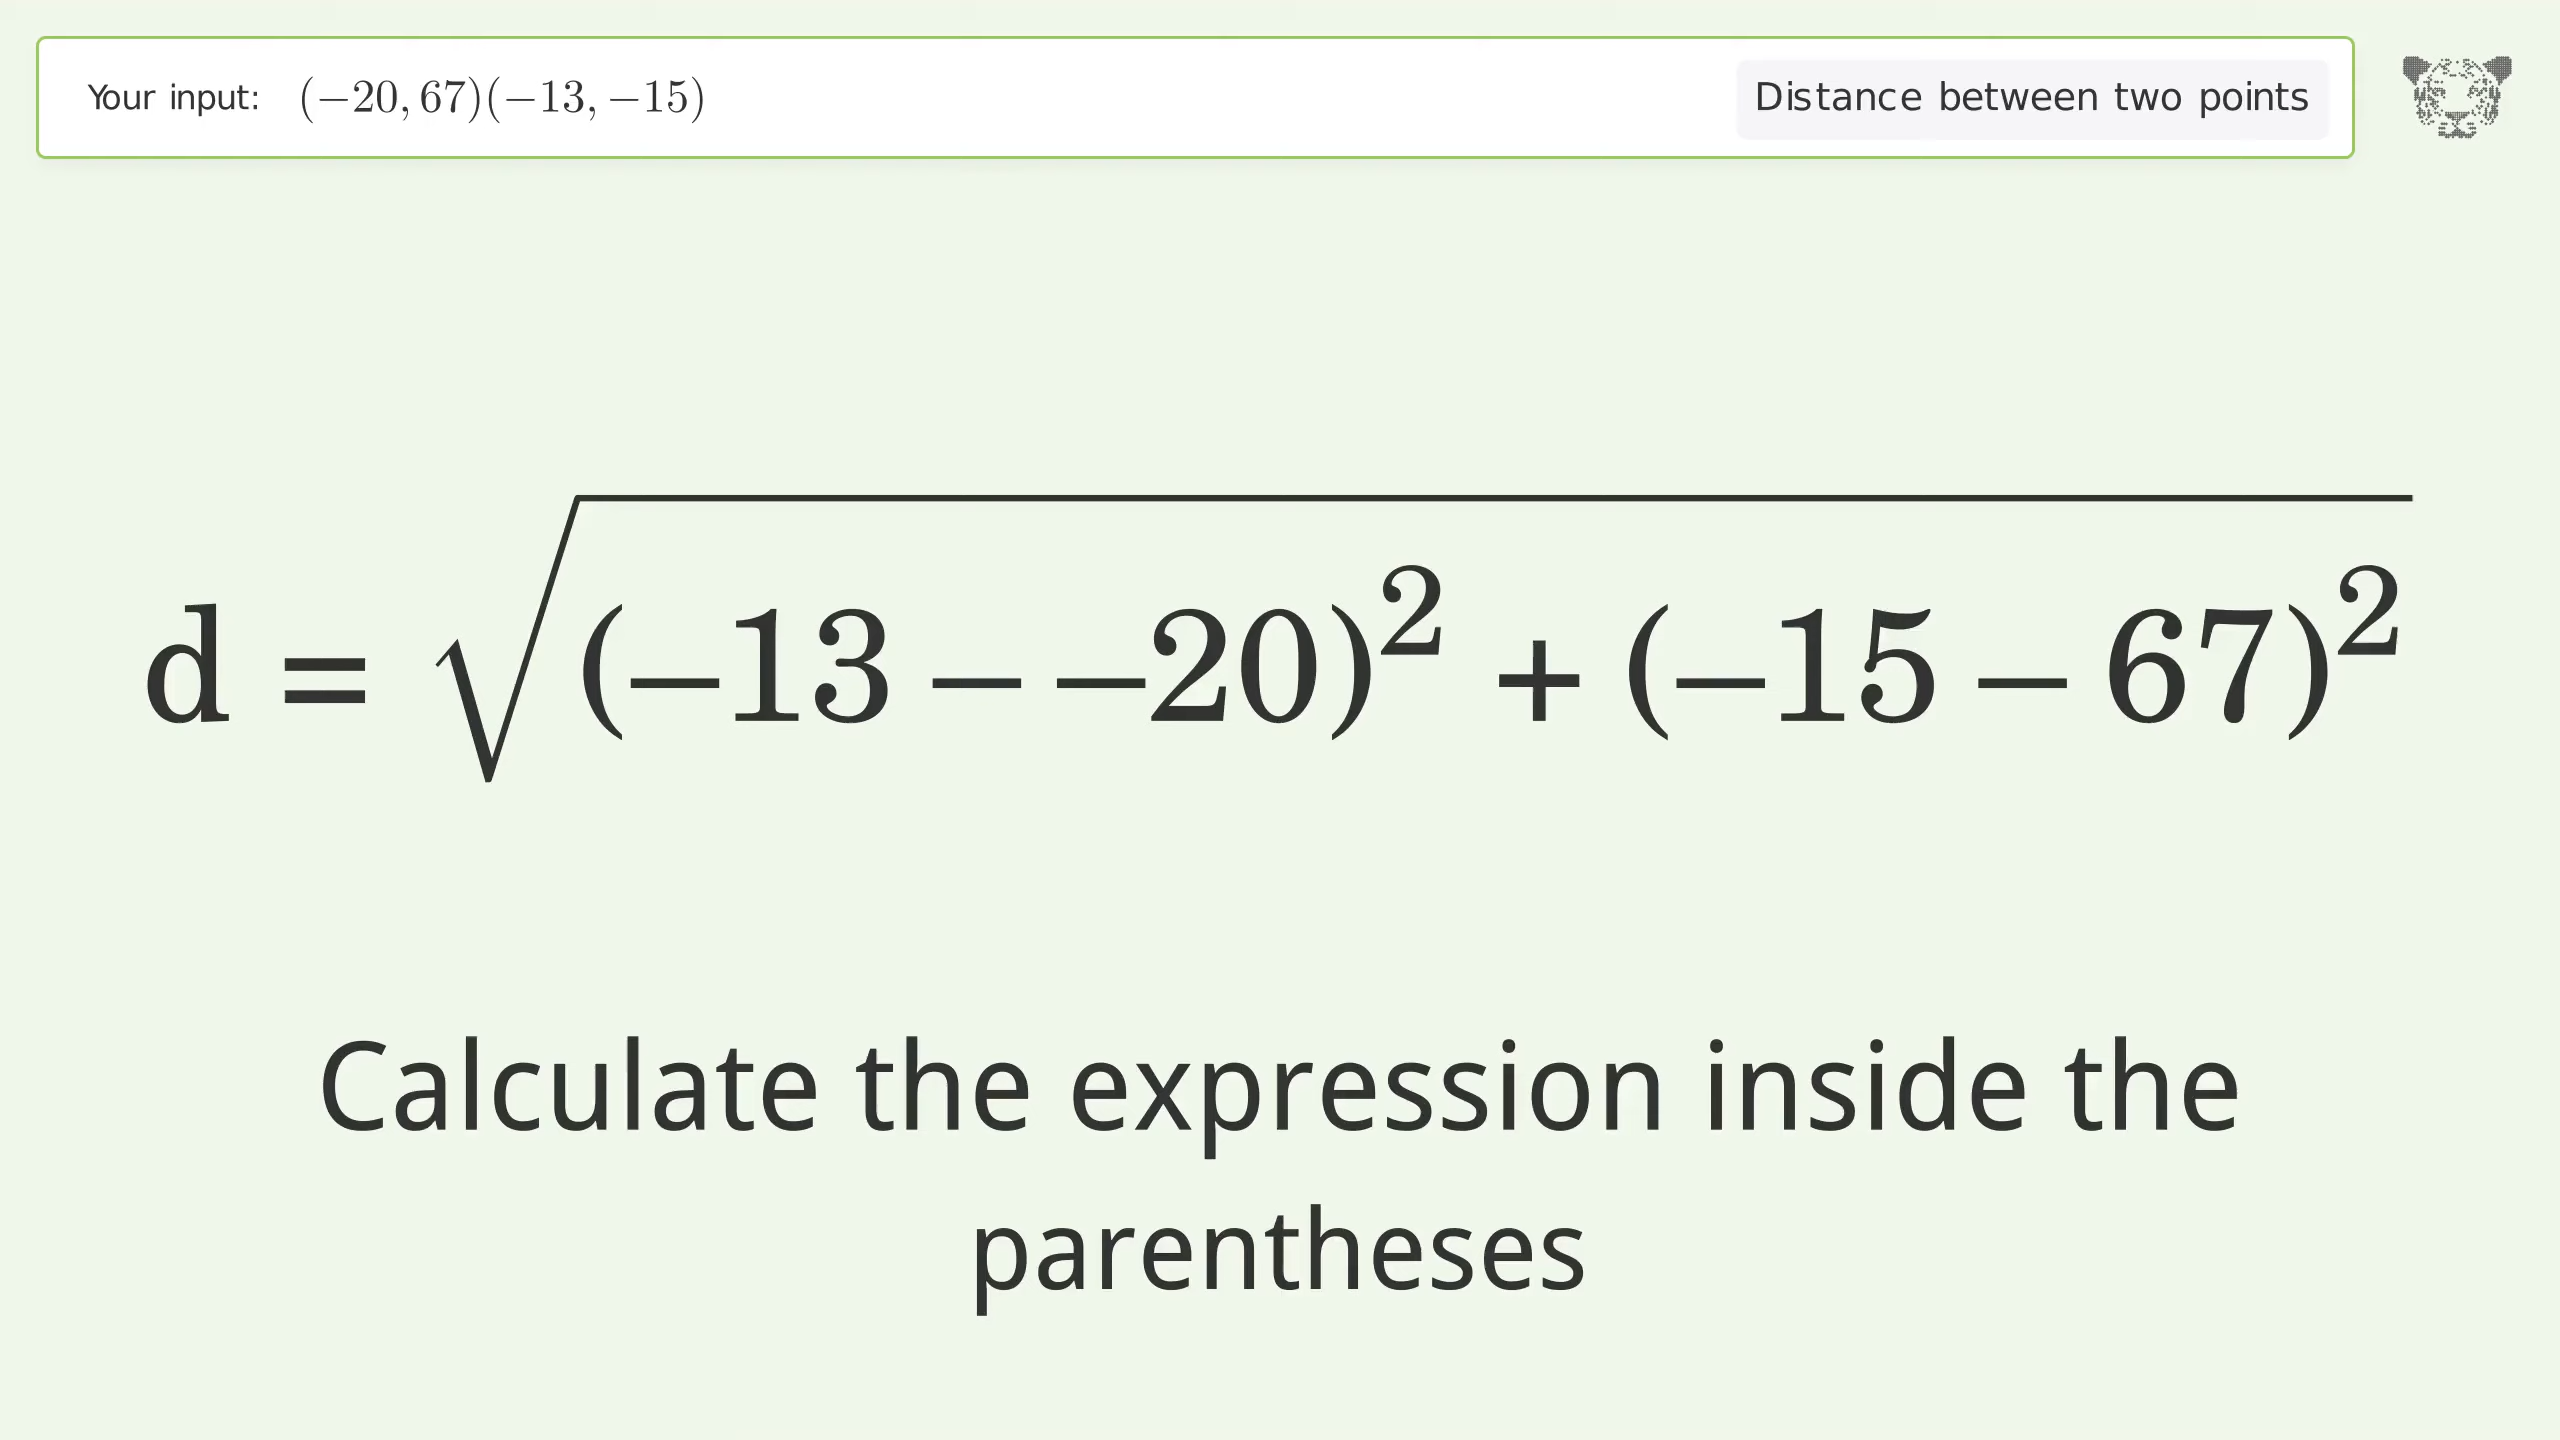 Your input: (−20, 67)(−13, −15)
Distance between two points
d = √(−13 − −20)² + (−15 − 67)²
Calculate the expression inside the
parentheses